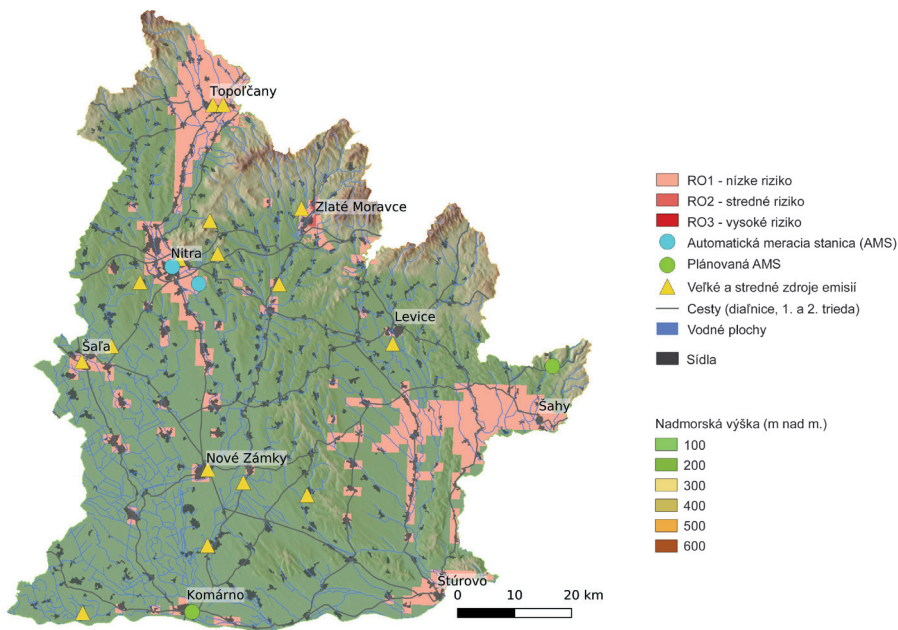 Topoľčany
Zlaté Moravce
Nitra
Levice
Šaľa
Šahy
Nové Zámky
Štúrovo
Komárno
0 10 20 km
RO1 - nízke riziko
RO2 - stredné riziko
RO3 - vysoké riziko
Automatická meracia stanica (AMS)
Plánovaná AMS
Veľké a stredné zdroje emisií
Cesty (diaľnice, 1. a 2. trieda)
Vodné plochy
Sídla
Nadmorská výška (m nad m.)
100
200
300
400
500
600